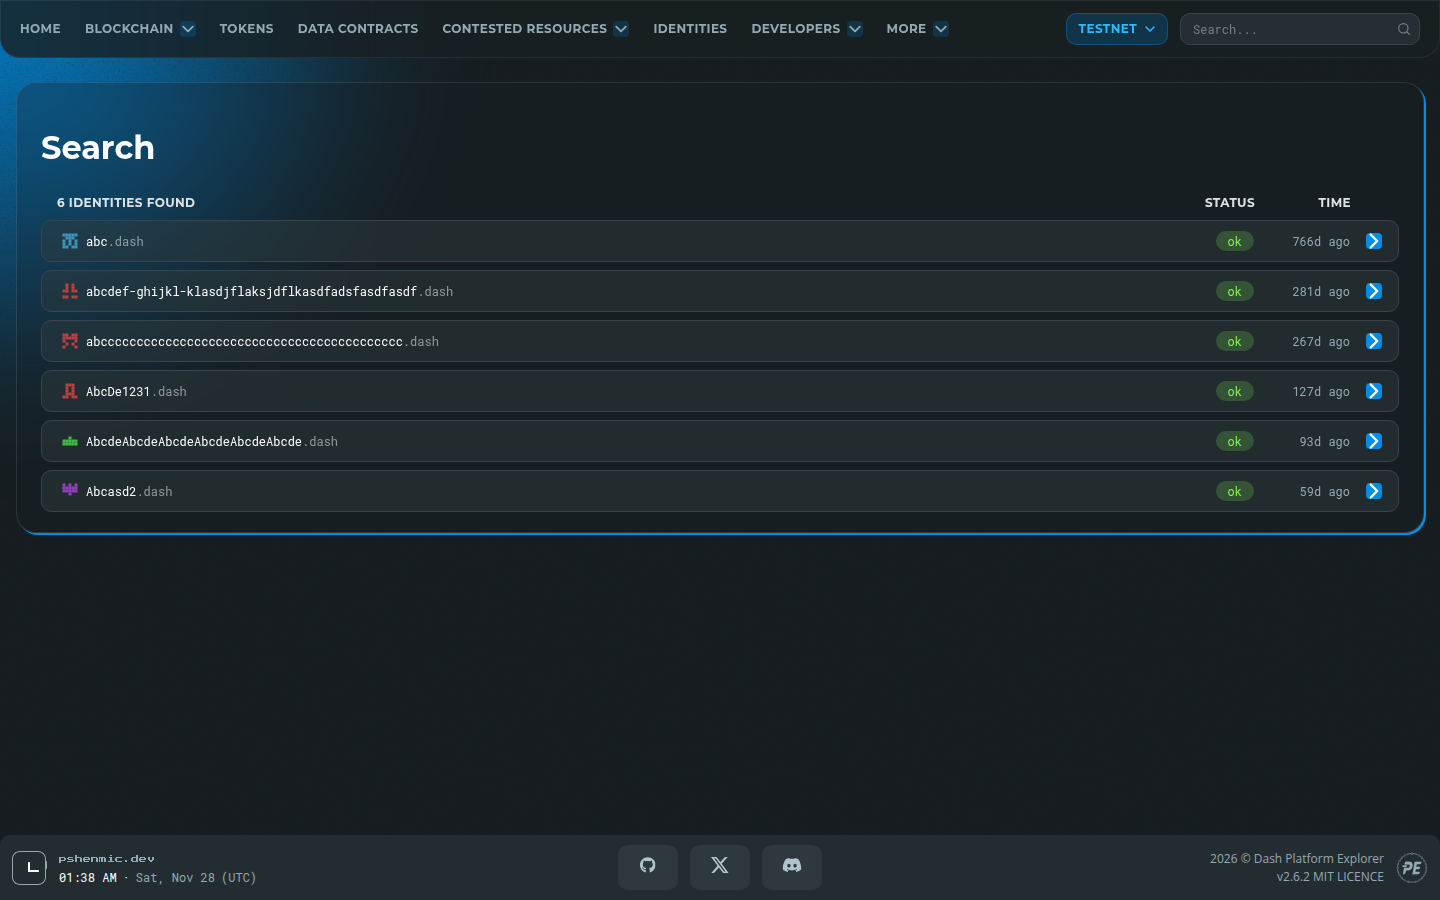 HOME BLOCKCHAIN TOKENS DATA CONTRACTS CONTESTED RESOURCES IDENTITIES DEVELOPERS MORE TESTNET Search...
Search
6 IDENTITIES FOUND STATUS TIME
abc.dash ok 766d ago
abcdef-ghijkl-klasdjflaksjdflkasdfadsfasdfasdf.dash ok 281d ago
abcccccccccccccccccccccccccccccccccccccccccc.dash ok 267d ago
AbcDe1231.dash ok 127d ago
AbcdeAbcdeAbcdeAbcdeAbcdeAbcde.dash ok 93d ago
Abcasd2.dash ok 59d ago
pshenmic.dev
01:38 AM · Sat, Nov 28 (UTC)
2026 © Dash Platform Explorer
v2.6.2 MIT LICENCE
PE